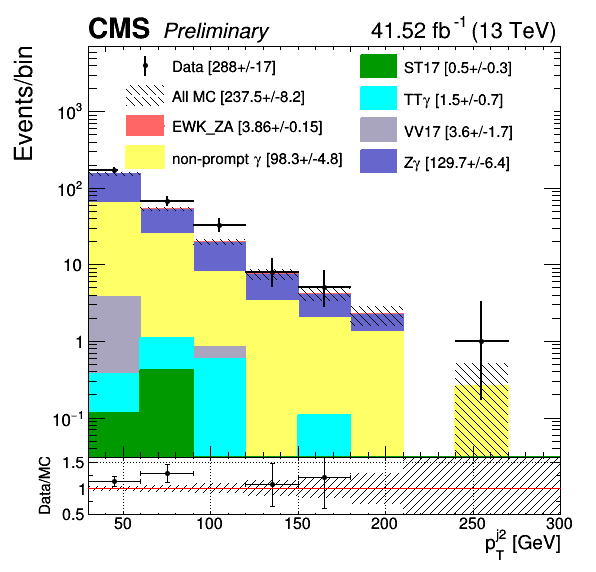 CMS Preliminary 41.52 fb⁻¹ (13 TeV)
Events/bin
Data [288+/-17]
All MC [237.5+/-8.2]
EWK_ZA [3.86+/-0.15]
non-prompt γ [98.3+/-4.8]
ST17 [0.5+/-0.3]
TTγ [1.5+/-0.7]
VV17 [3.6+/-1.7]
Zγ [129.7+/-6.4]
10³
10²
10
1
10⁻¹
Data/MC
1.5
1
0.5
50 100 150 200 250 300
p_T^j2 [GeV]